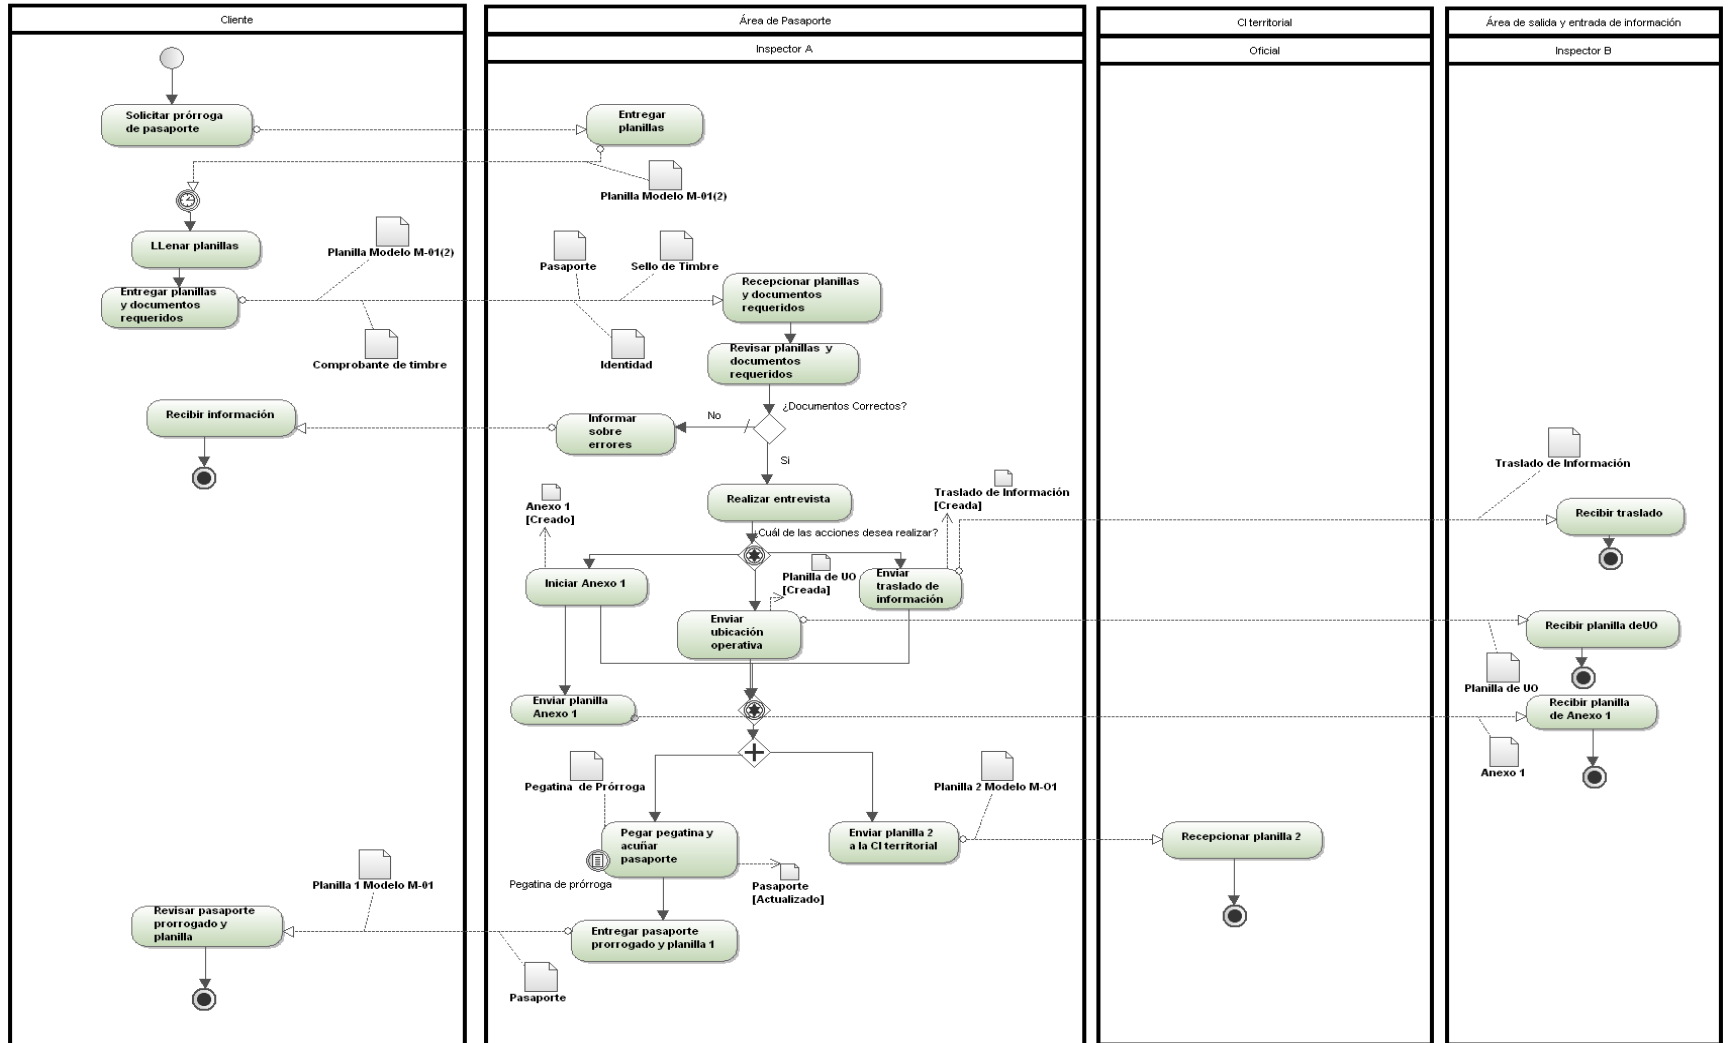 Cliente
Área de Pasaporte
CI territorial
Área de salida y entrada de información
Inspector A
Oficial
Inspector B
Solicitar prórroga
de pasaporte
Entregar
planillas
Planilla Modelo M-01(2)
LLenar planillas
Planilla Modelo M-01(2)
Pasaporte
Sello de Timbre
Entregar planillas
y documentos
requeridos
Recepcionar planillas
y documentos
requeridos
Comprobante de timbre
Identidad
Revisar planillas y
documentos
requeridos
¿Documentos Correctos?
Recibir información
Informar
sobre
errores
No
Si
Traslado de Información
Realizar entrevista
Anexo 1
[Creado]
Traslado de Información
[Creada]
Recibir traslado
¿Cuál de las acciones desea realizar?
Iniciar Anexo 1
Planilla de UO
[Creada]
Enviar
traslado de
información
Enviar
ubicación
operativa
Recibir planilla deUO
Planilla de UO
Enviar planilla
Anexo 1
Recibir planilla
de Anexo 1
Anexo 1
Pegatina de Prórroga
Planilla 2 Modelo M-O1
Pegar pegatina y
acuñar
pasaporte
Enviar planilla 2
a la CI territorial
Recepcionar planilla 2
Pegatina de prórroga
Pasaporte
[Actualizado]
Planilla 1 Modelo M-01
Revisar pasaporte
prorrogado y
planilla
Entregar pasaporte
prorrogado y planilla 1
Pasaporte